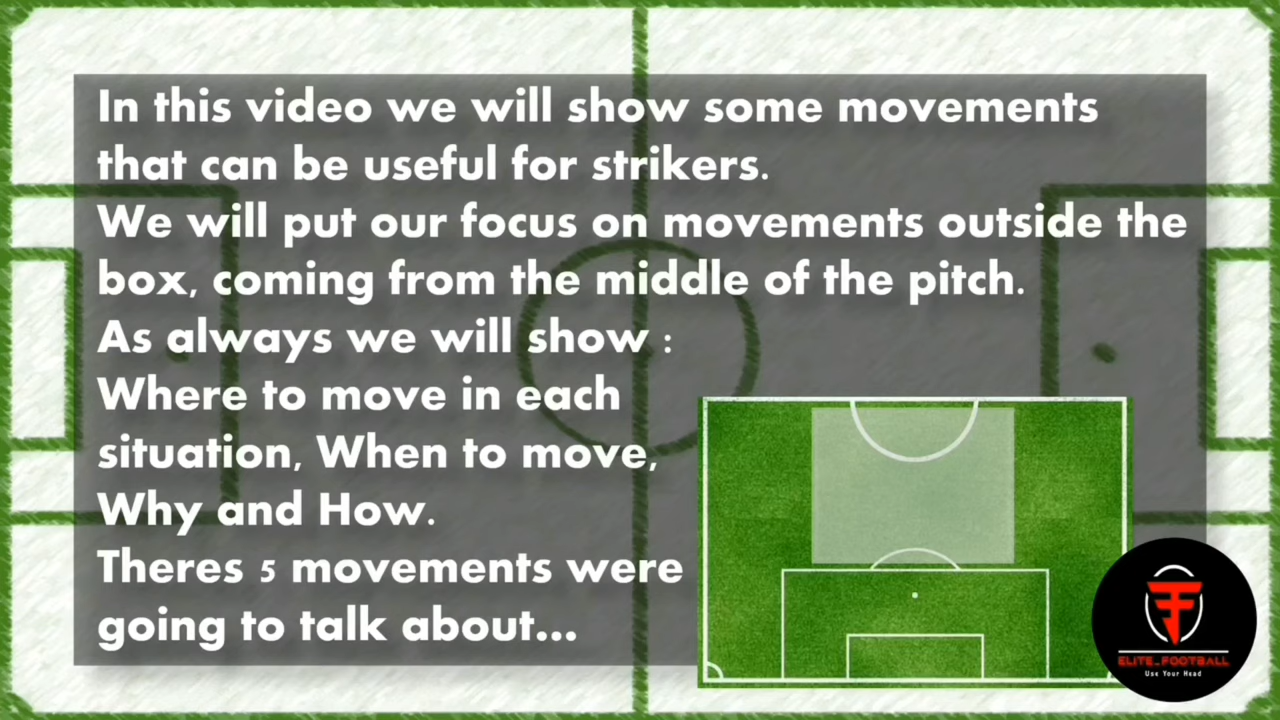 In this video we will show some movements
that can be useful for strikers.
We will put our focus on movements outside the
box, coming from the middle of the pitch.
As always we will show :
Where to move in each
situation, When to move,
Why and How.
Theres 5 movements were
going to talk about...
ELITE_FOOTBALL
Use Your Head